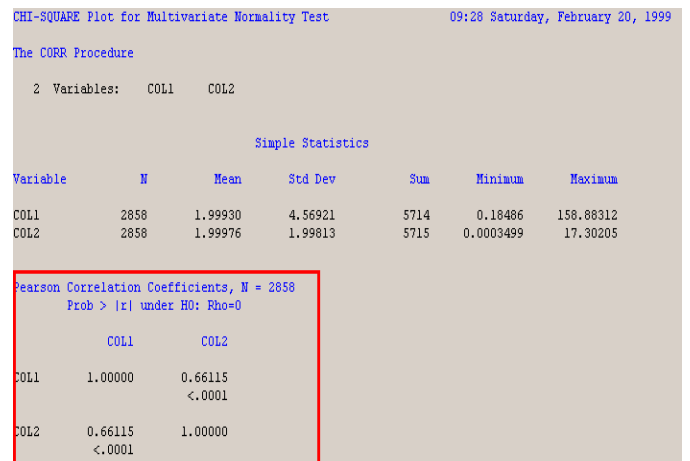 CHI-SQUARE Plot for Multivariate Normality Test 09:28 Saturday, February 20, 1999
The CORR Procedure
2 Variables: COL1 COL2
Simple Statistics
Variable N Mean Std Dev Sum Minimum Maximum
COL1 2858 1.99930 4.56921 5714 0.18486 158.88312
COL2 2858 1.99976 1.99813 5715 0.0003499 17.30205
Pearson Correlation Coefficients, N = 2858
Prob > |r| under H0: Rho=0
COL1 COL2
COL1 1.00000 0.66115
<.0001
COL2 0.66115 1.00000
<.0001